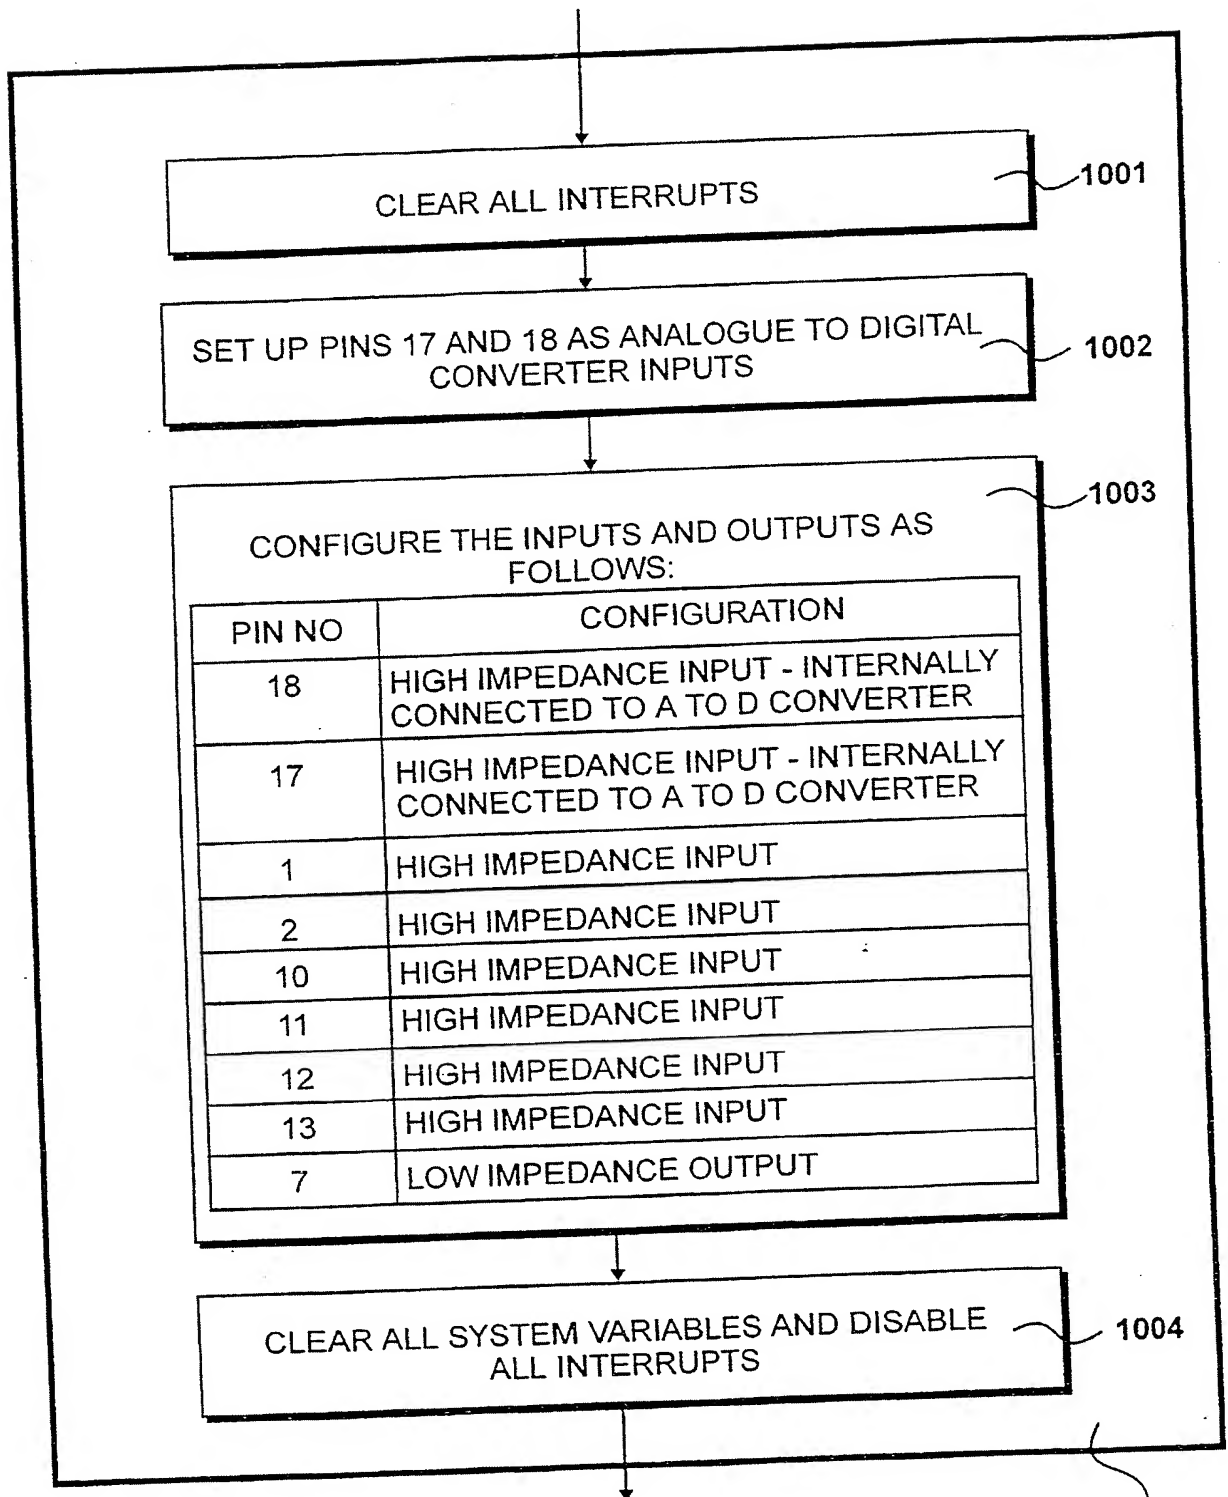 CLEAR ALL INTERRUPTS
1001
SET UP PINS 17 AND 18 AS ANALOGUE TO DIGITAL
CONVERTER INPUTS
1002
1003
CONFIGURE THE INPUTS AND OUTPUTS AS
FOLLOWS:
PIN NO CONFIGURATION
18 HIGH IMPEDANCE INPUT - INTERNALLY
CONNECTED TO A TO D CONVERTER
17 HIGH IMPEDANCE INPUT - INTERNALLY
CONNECTED TO A TO D CONVERTER
1 HIGH IMPEDANCE INPUT
2 HIGH IMPEDANCE INPUT
10 HIGH IMPEDANCE INPUT
11 HIGH IMPEDANCE INPUT
12 HIGH IMPEDANCE INPUT
13 HIGH IMPEDANCE INPUT
7 LOW IMPEDANCE OUTPUT
CLEAR ALL SYSTEM VARIABLES AND DISABLE
ALL INTERRUPTS
1004